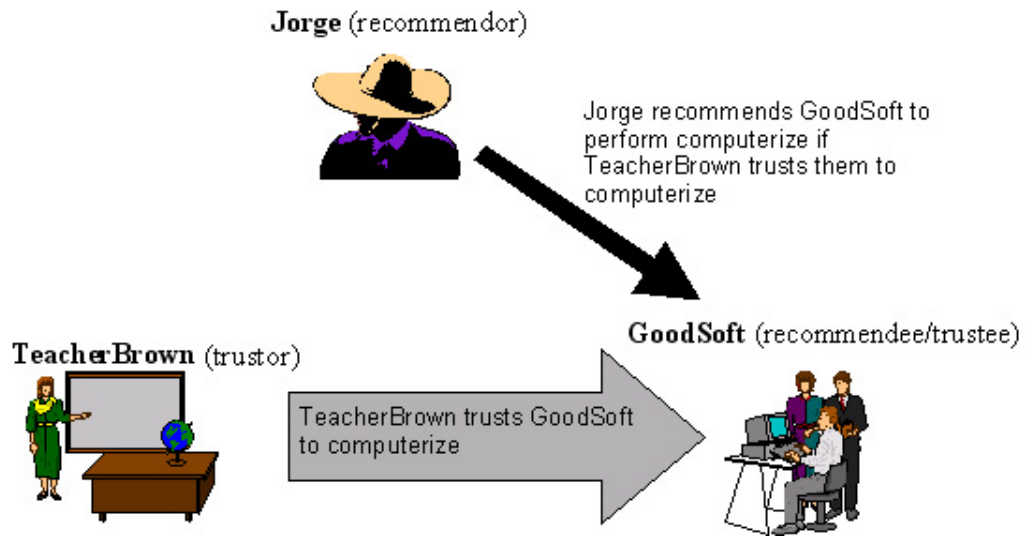 Jorge (recommendor)
Jorge recommends GoodSoft to
perform computerize if
TeacherBrown trusts them to
computerize
GoodSoft (recommendee/trustee)
TeacherBrown (trustor)
TeacherBrown trusts GoodSoft
to computerize